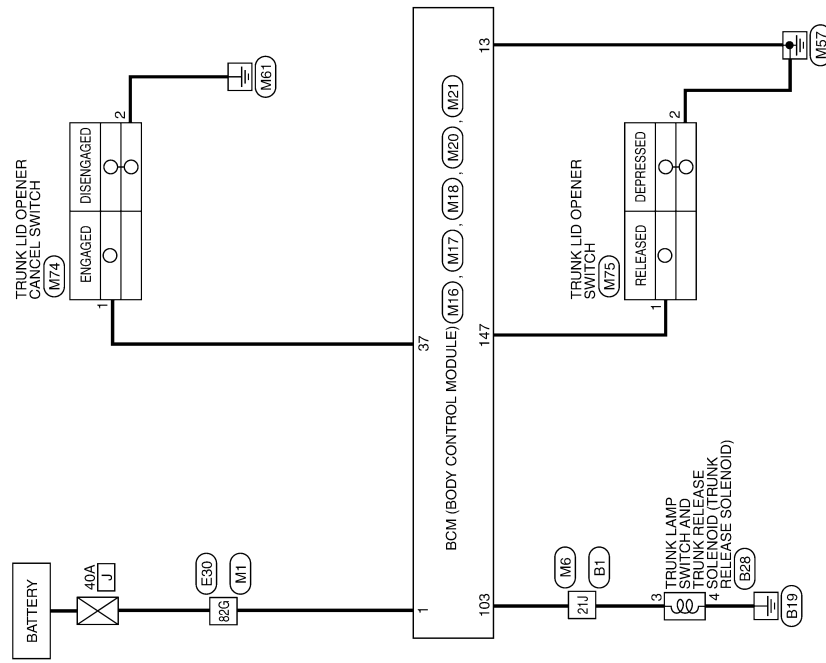 BATTERY
40A
J
82G
E30
M1
1
TRUNK LID OPENER
CANCEL SWITCH
M74
ENGAGED
DISENGAGED
1
2
M61
37
BCM (BODY CONTROL MODULE) M16 , M17 , M18 , M20 , M21
103
147
13
21J
M6
B1
3
4
TRUNK LAMP
SWITCH AND
TRUNK RELEASE
SOLENOID (TRUNK
RELEASE SOLENOID)
B28
B19
TRUNK LID OPENER
SWITCH
M75
RELEASED
DEPRESSED
1
2
M57